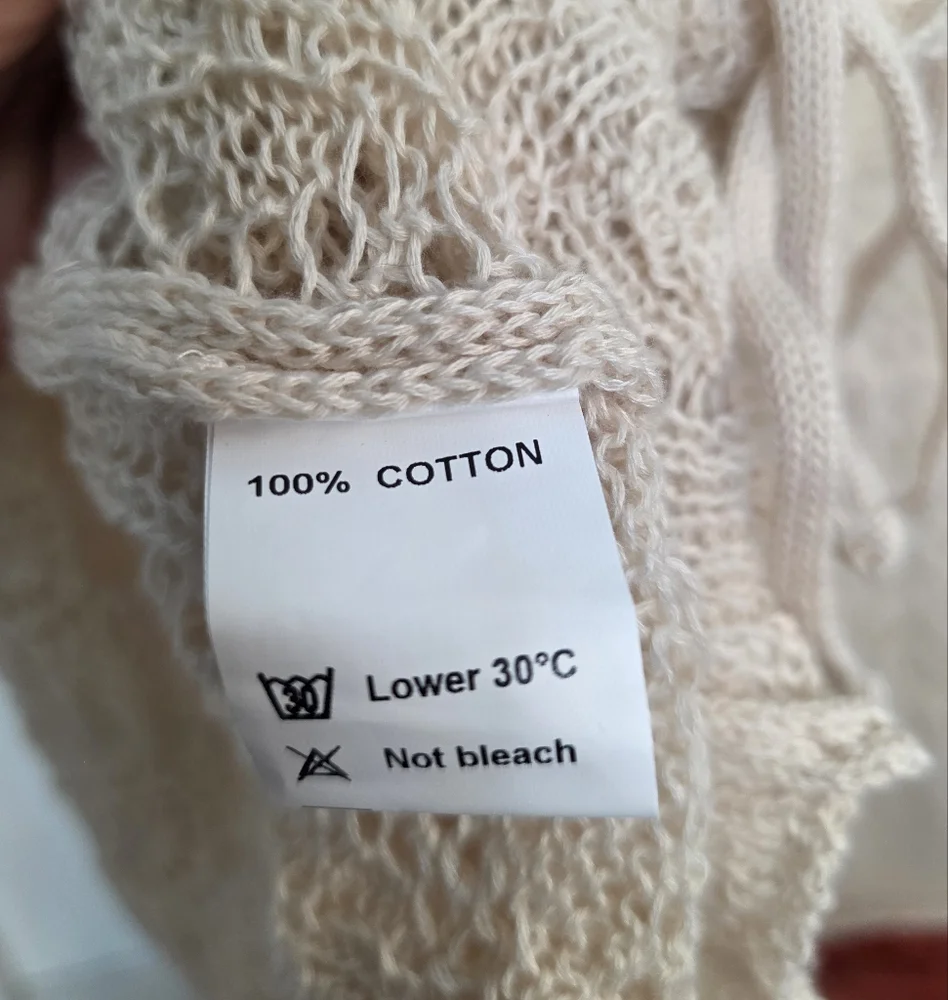 100% COTTON
30 Lower 30°C
Not bleach